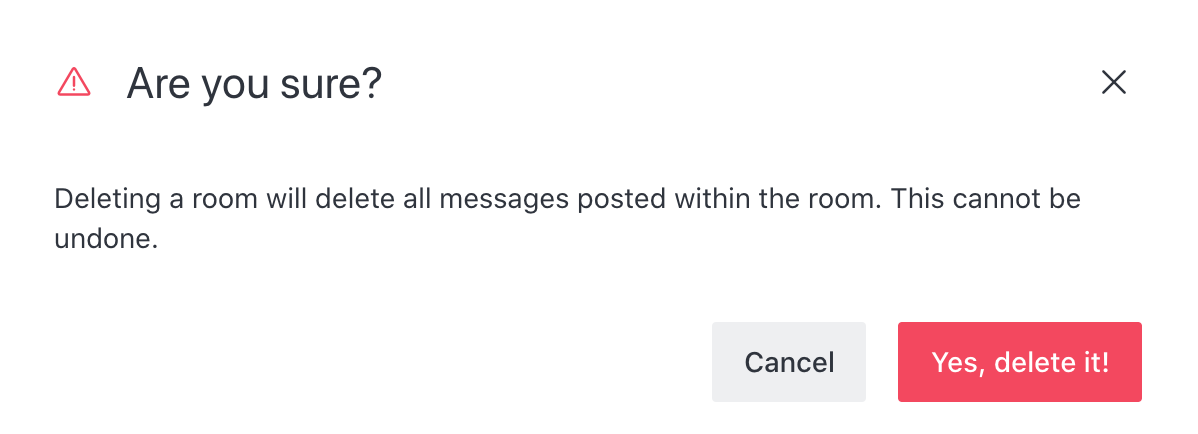 Are you sure?
Deleting a room will delete all messages posted within the room. This cannot be
undone.
Cancel
Yes, delete it!